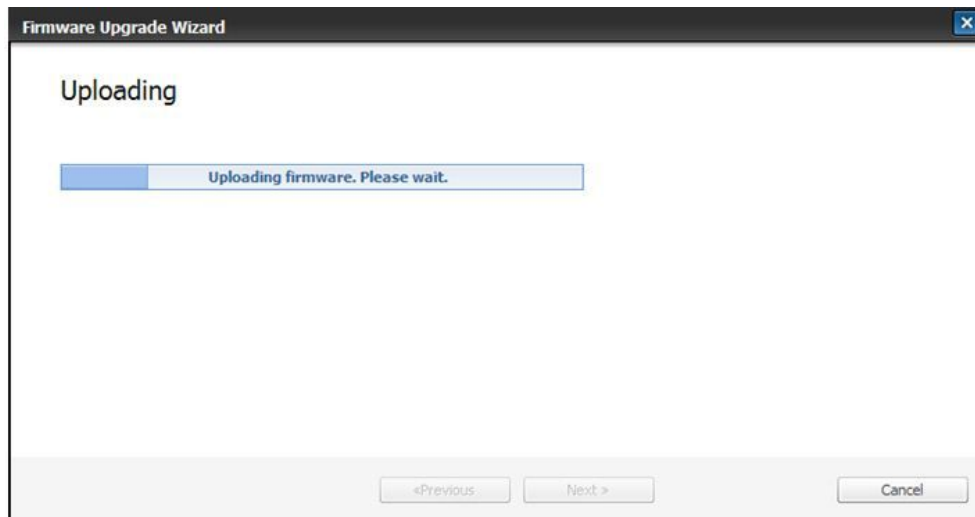 Firmware Upgrade Wizard
Uploading
Uploading firmware. Please wait.
<Previous
Next >
Cancel